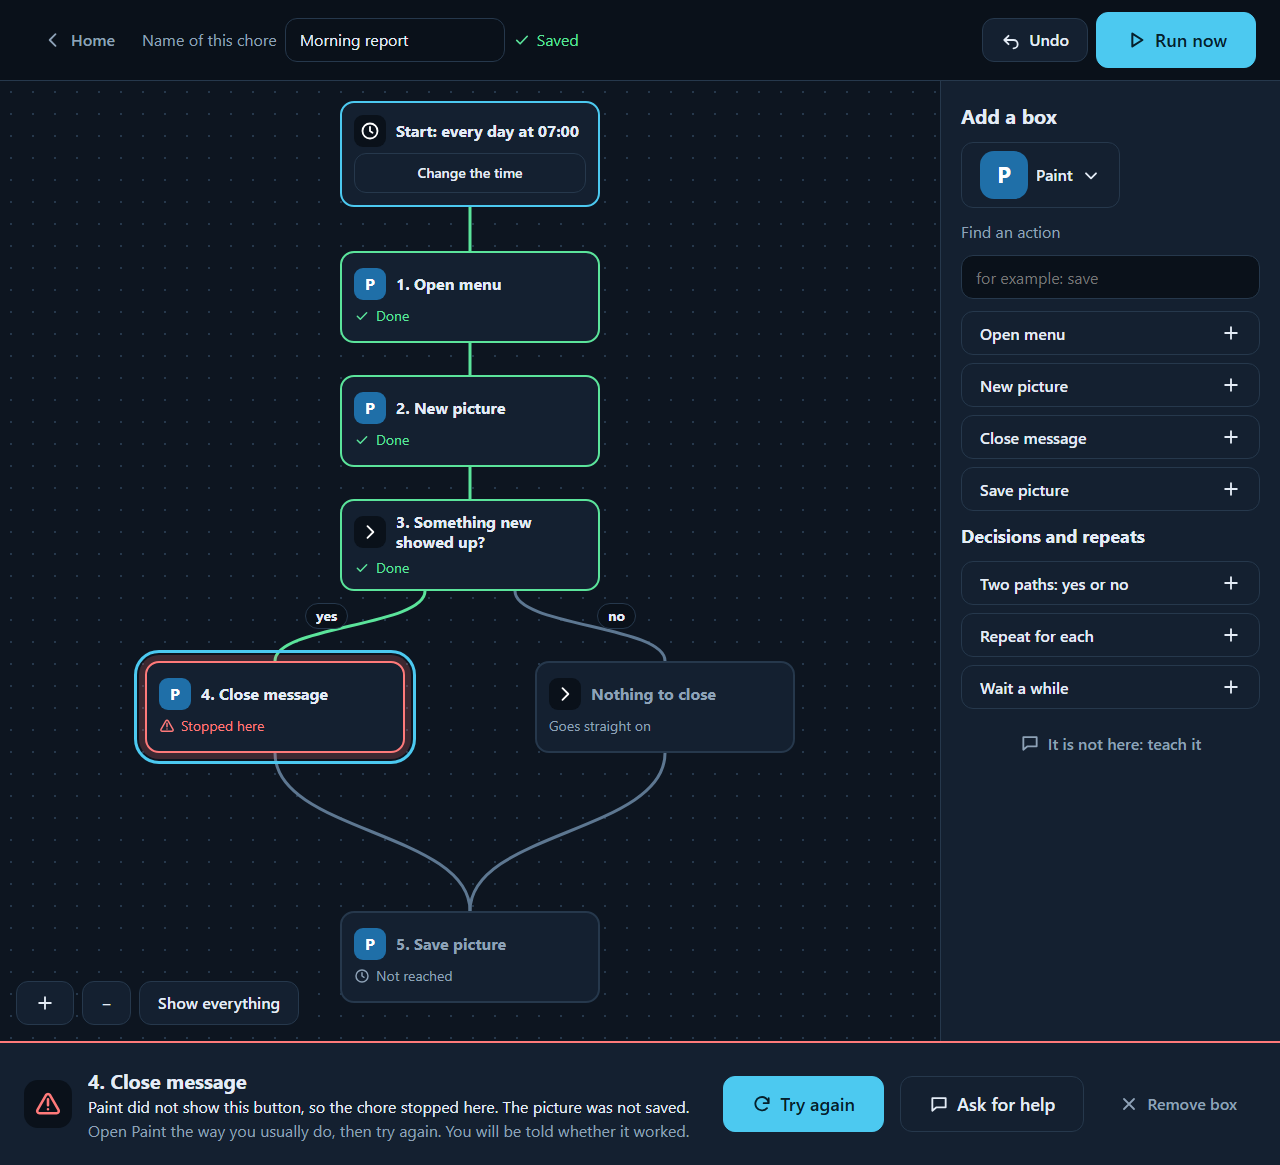 Home
Name of this chore
Morning report
Saved
Undo
Run now
Start: every day at 07:00
Change the time
P
1. Open menu
Done
P
2. New picture
Done
3. Something new
showed up?
Done
yes
no
P
4. Close message
Stopped here
Nothing to close
Goes straight on
P
5. Save picture
Not reached
Show everything
Add a box
P
Paint
Find an action
for example: save
Open menu
New picture
Close message
Save picture
Decisions and repeats
Two paths: yes or no
Repeat for each
Wait a while
It is not here: teach it
4. Close message
Paint did not show this button, so the chore stopped here. The picture was not saved.
Open Paint the way you usually do, then try again. You will be told whether it worked.
Try again
Ask for help
Remove box